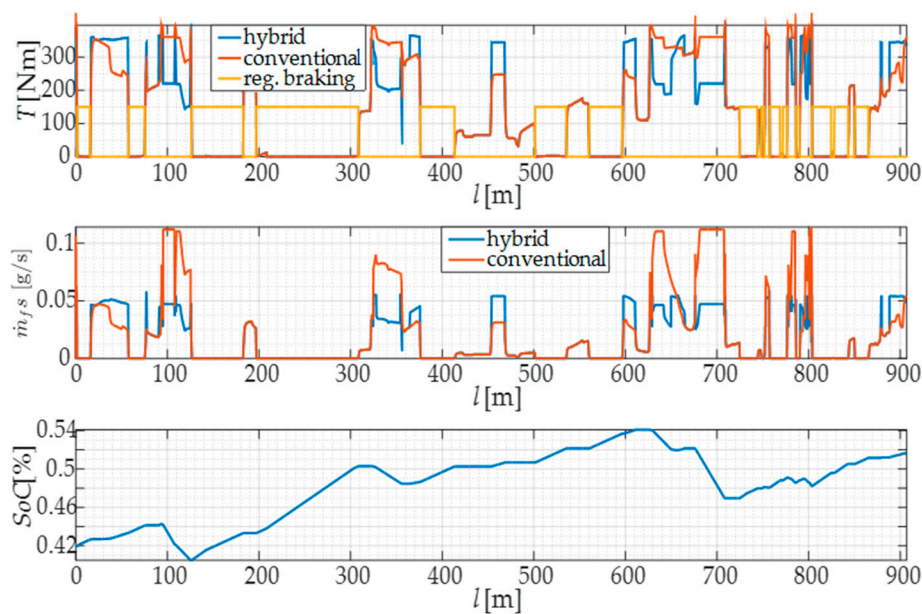 hybrid
conventional
reg. braking
T [Nm]
300
200
100
0
0 100 200 300 400 500 600 700 800 900
l [m]
hybrid
conventional
ṁ_fs [g/s]
0.1
0.05
0
0 100 200 300 400 500 600 700 800 900
l [m]
SoC[%]
0.54
0.5
0.46
0.42
0 100 200 300 400 500 600 700 800 900
l [m]